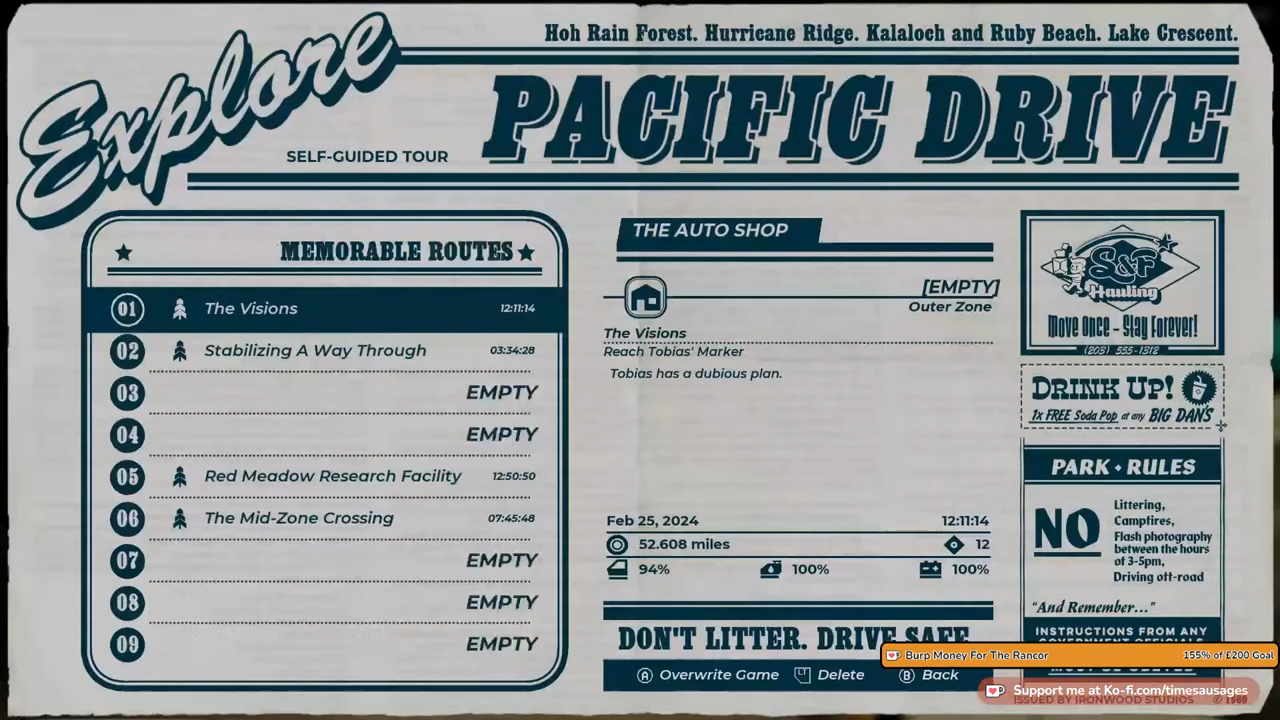 Hoh Rain Forest. Hurricane Ridge. Kalaloch and Ruby Beach. Lake Crescent.
Explore
PACIFIC DRIVE
SELF-GUIDED TOUR
MEMORABLE ROUTES
01 The Visions 12:11:14
02 Stabilizing A Way Through 03:34:28
03 EMPTY
04 EMPTY
05 Red Meadow Research Facility 12:50:50
06 The Mid-Zone Crossing 07:45:48
07 EMPTY
08 EMPTY
09 EMPTY
THE AUTO SHOP
[EMPTY]
Outer Zone
The Visions
Reach Tobias' Marker
Tobias has a dubious plan.
Feb 25, 2024 12:11:14
52.608 miles 12
94% 100% 100%
DON'T LITTER. DRIVE SAFE.
A Overwrite Game LT Delete B Back
S&F
Hauling
Move Once - Stay Forever!
(203) 555-1312
DRINK UP!
1x FREE Soda Pop at any BIG DAN'S
PARK • RULES
NO
Littering,
Campfires,
Flash photography
between the hours
of 3-5pm,
Driving off-road
"And Remember..."
INSTRUCTIONS FROM ANY
GOVERNMENT OFFICIALS
MUST BE OBEYED
Burp Money For The Rancor 155% of £200 Goal
Support me at Ko-fi.com/timesausages
ISSUED BY IRONWOOD STUDIOS